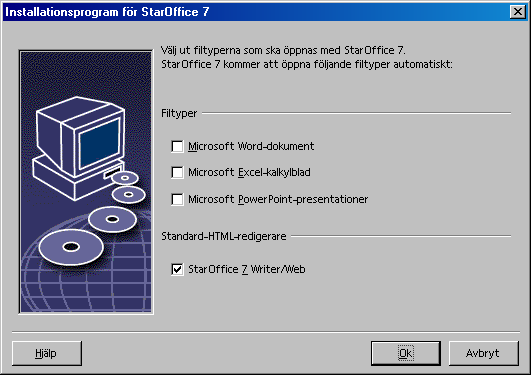 Installationsprogram för StarOffice 7
Välj ut filtyperna som ska öppnas med StarOffice 7.
StarOffice 7 kommer att öppna följande filtyper automatiskt:
Filtyper
Microsoft Word-dokument
Microsoft Excel-kalkylblad
Microsoft PowerPoint-presentationer
Standard-HTML-redigerare
StarOffice 7 Writer/Web
Hjälp
Ok
Avbryt